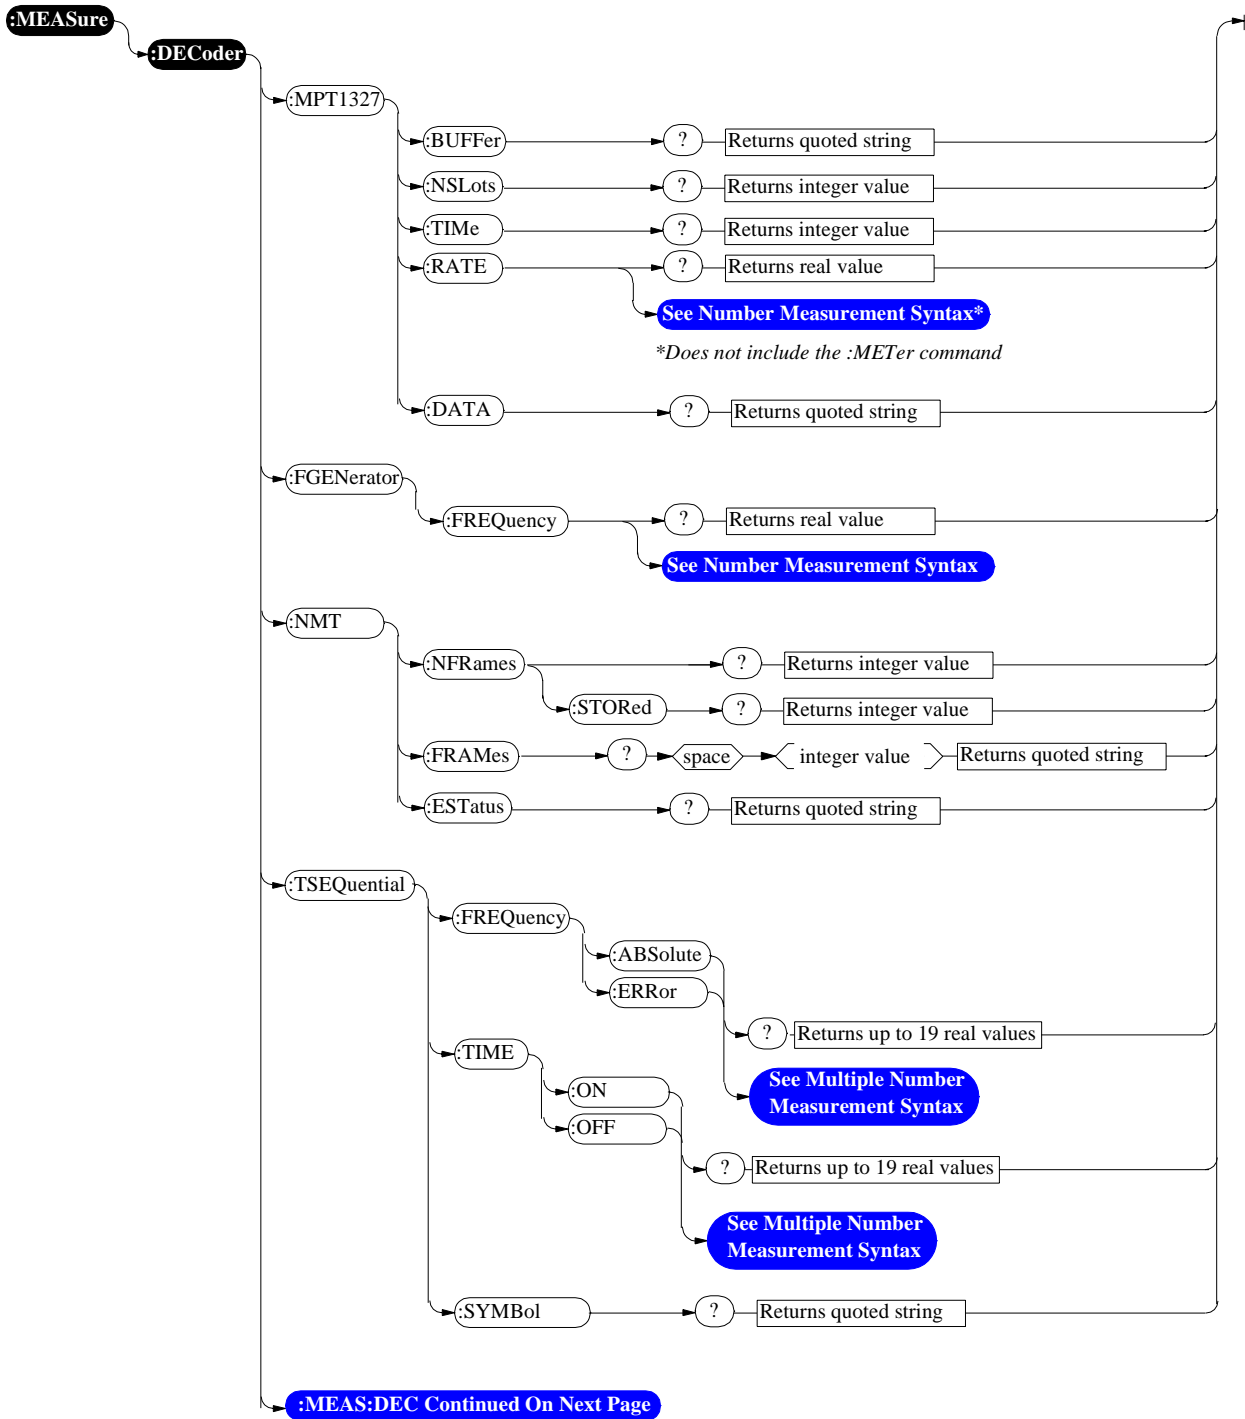 :MEASure
:DECoder
:MPT1327
:BUFFer ? Returns quoted string
:NSLots ? Returns integer value
:TIMe ? Returns integer value
:RATE ? Returns real value
See Number Measurement Syntax*
*Does not include the :METer command
:DATA ? Returns quoted string
:FGENerator
:FREQuency ? Returns real value
See Number Measurement Syntax
:NMT
:NFRames ? Returns integer value
:STORed ? Returns integer value
:FRAMes ? space integer value Returns quoted string
:ESTatus ? Returns quoted string
:TSEQuential
:FREQuency
:ABSolute
:ERRor
? Returns up to 19 real values
:TIME
See Multiple Number
Measurement Syntax
:ON
:OFF
? Returns up to 19 real values
See Multiple Number
Measurement Syntax
:SYMBol ? Returns quoted string
:MEAS:DEC Continued On Next Page